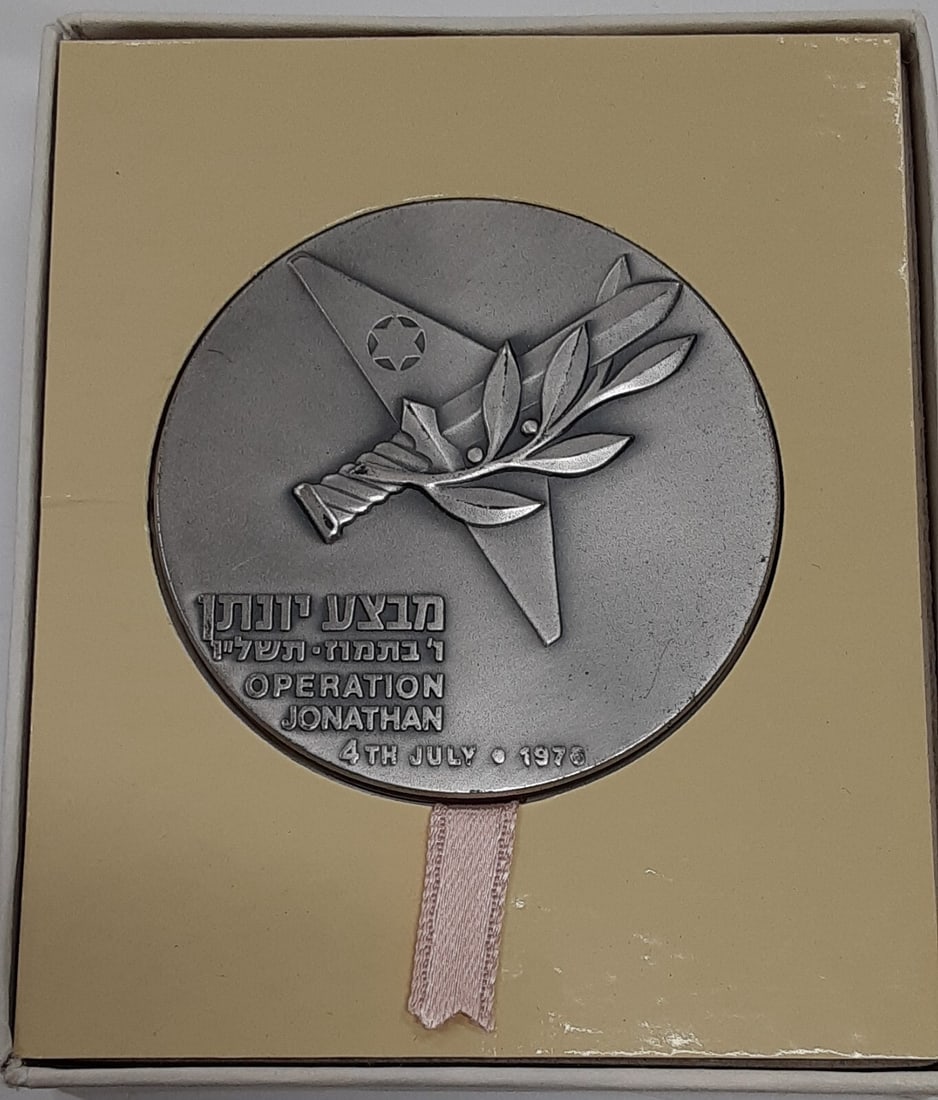 מבצע יונתן
ו' בתמוז · תשל"ו
OPERATION
JONATHAN
4TH JULY • 1976